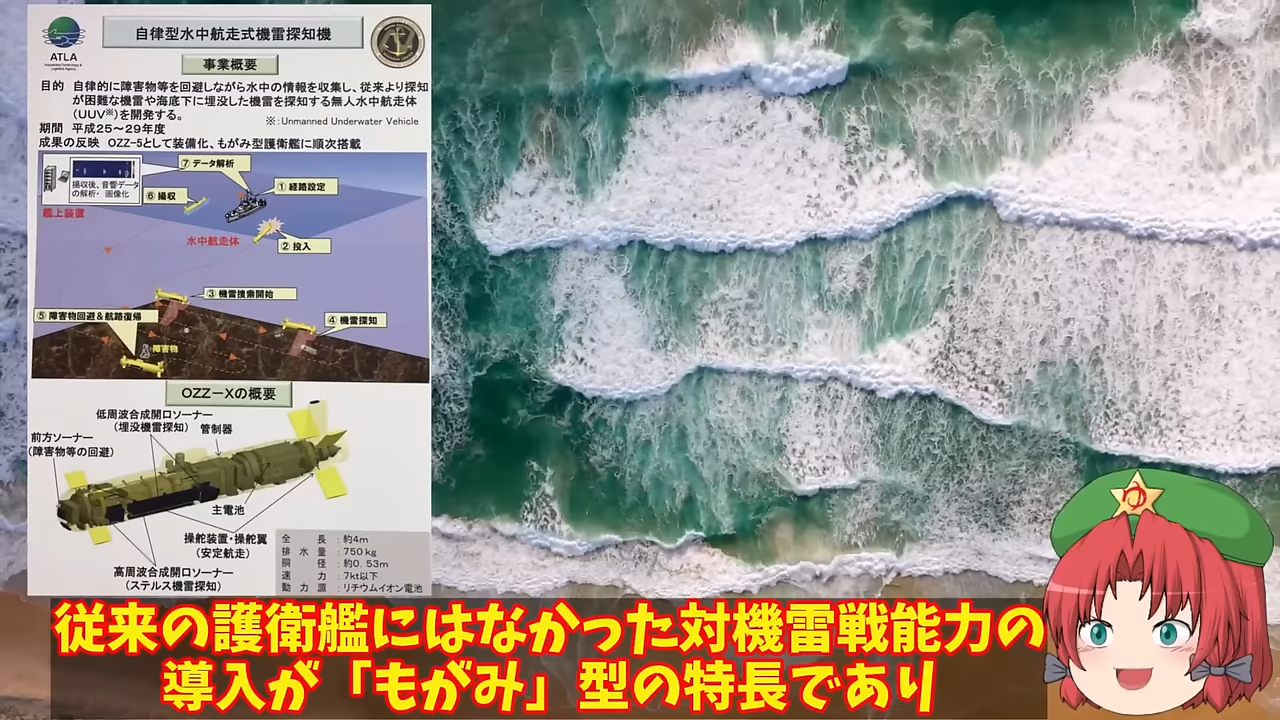 ATLA
自律型水中航走式機雷探知機
事業概要
目的 自律的に障害物等を回避しながら水中の情報を収集し、従来より探知
が困難な機雷や海底下に埋没した機雷を探知する無人水中航走体
(UUV※)を開発する。
※:Unmanned Underwater Vehicle
期間 平成25~29年度
成果の反映 OZZ-5として装備化、もがみ型護衛艦に順次搭載
⑦データ解析
揚収後、音響データ
の解析・画像化
①経路設定
⑥揚収
艦上装置
水中航走体
②投入
③機雷捜索開始
⑤障害物回避&航路復帰
④機雷探知
障害物
OZZ-Xの概要
低周波合成開口ソーナー
(埋没機雷探知)
管制器
前方ソーナー
(障害物等の回避)
主電池
操舵装置・操舵翼
(安定航走)
高周波合成開口ソーナー
(ステルス機雷探知)
全長:約4m
排水量:750kg
胴径:約0.53m
速力:7kt以下
動力源:リチウムイオン電池
従来の護衛艦にはなかった対機雷戦能力の
導入が「もがみ」型の特長であり